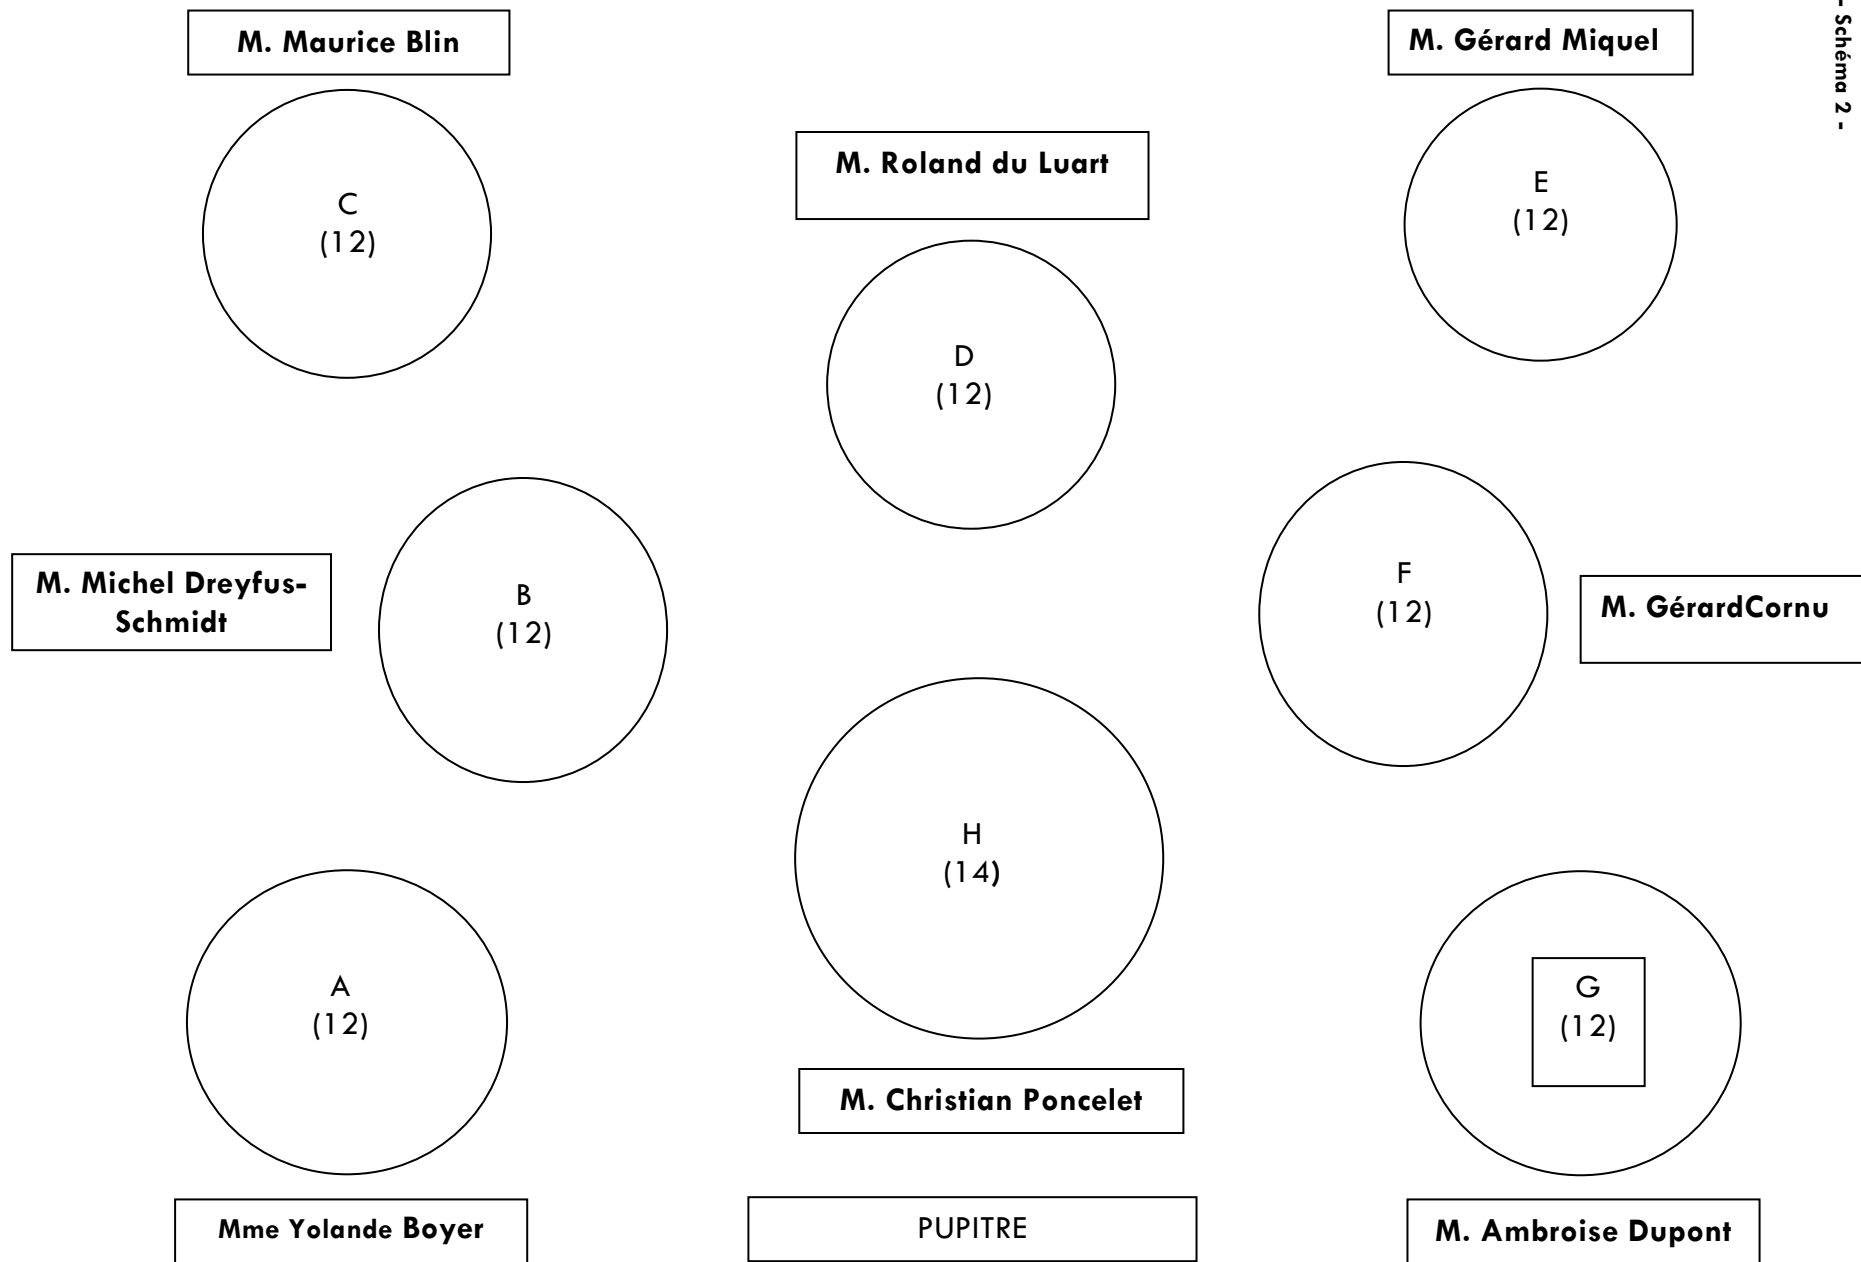 - Schéma 2 -
M. Maurice Blin
M. Gérard Miquel
M. Roland du Luart
C
(12)
E
(12)
D
(12)
M. Michel Dreyfus-
Schmidt
B
(12)
F
(12)
M. GérardCornu
H
(14)
A
(12)
G
(12)
M. Christian Poncelet
Mme Yolande Boyer
PUPITRE
M. Ambroise Dupont